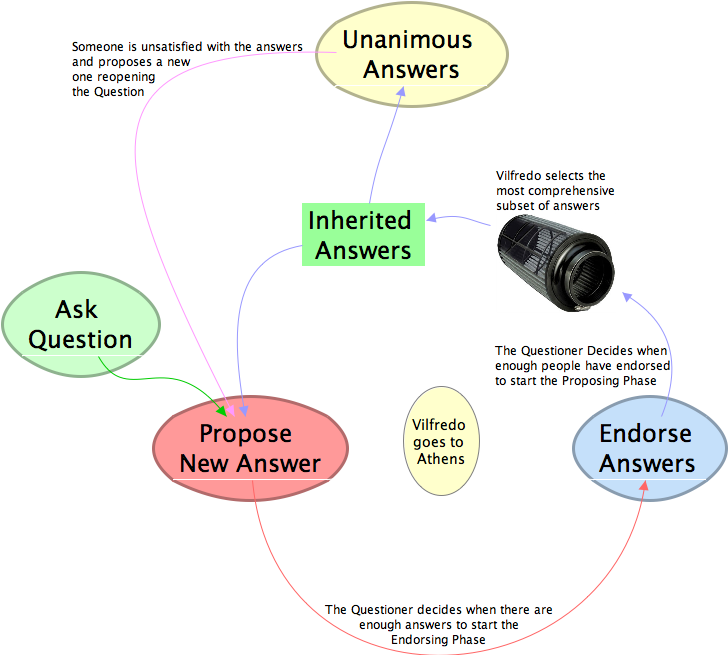 Unanimous
Answers
Someone is unsatisfied with the answers
and proposes a new
one reopening
the Question
Vilfredo selects the
most comprehensive
subset of answers
Inherited
Answers
Ask
Question
The Questioner Decides when
enough people have endorsed
to start the Proposing Phase
Propose
New Answer
Vilfredo
goes to
Athens
Endorse
Answers
The Questioner decides when there are
enough answers to start the
Endorsing Phase